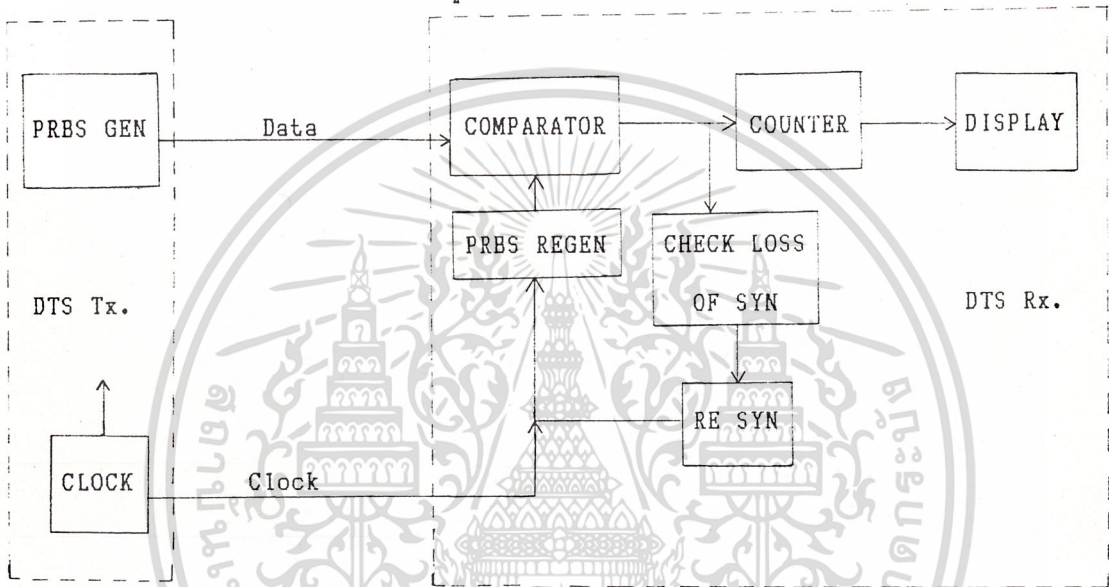 PRBS GEN
Data
COMPARATOR
COUNTER
DISPLAY
PRBS REGEN
CHECK LOSS
OF SYN
DTS Tx.
DTS Rx.
RE SYN
CLOCK
Clock